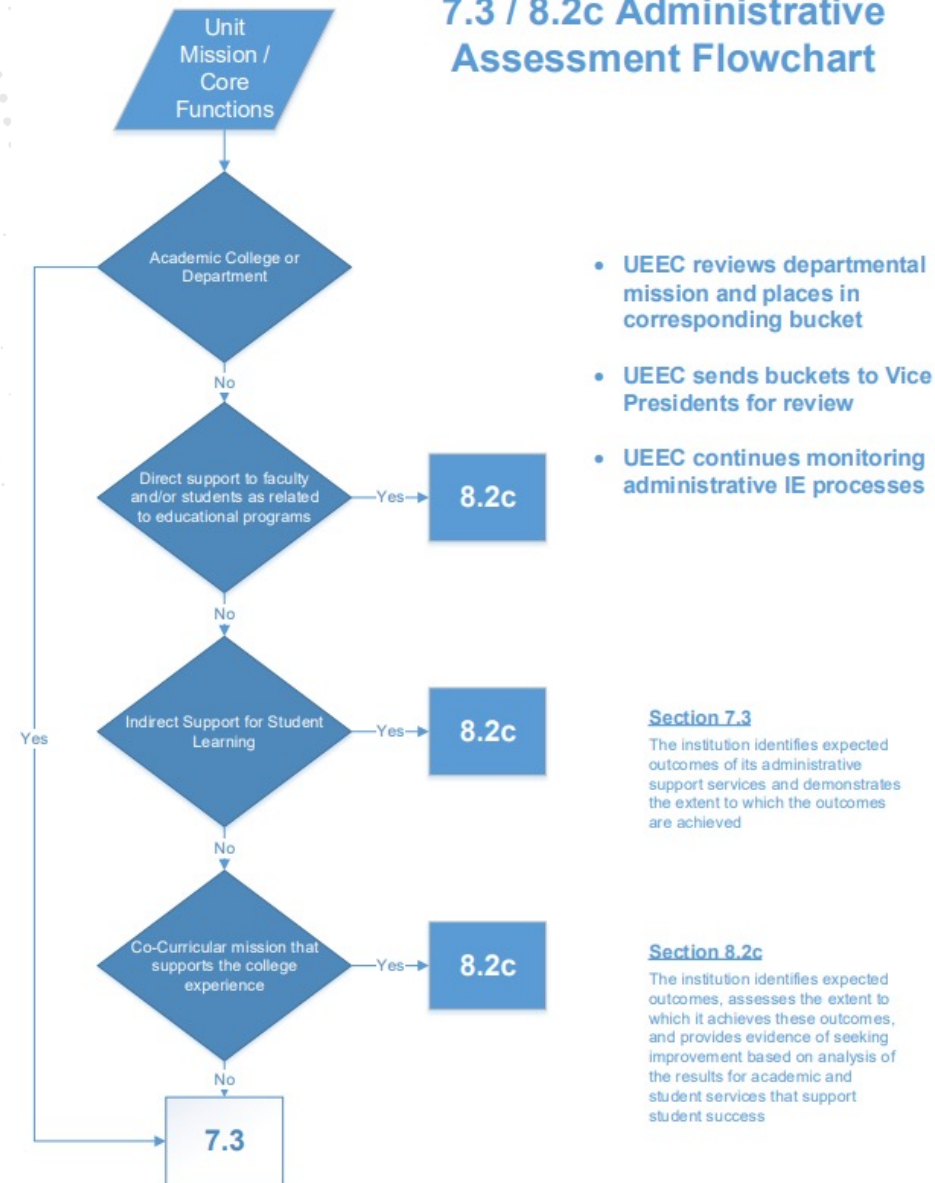 7.3 / 8.2c Administrative
Assessment Flowchart
Unit
Mission /
Core
Functions
Academic College or
Department
No
Yes
Direct support to faculty
and/or students as related
to educational programs
Yes
8.2c
No
Indirect Support for Student
Learning
Yes
8.2c
No
Co-Curricular mission that
supports the college
experience
Yes
8.2c
No
7.3
• UEEC reviews departmental
mission and places in
corresponding bucket
• UEEC sends buckets to Vice
Presidents for review
• UEEC continues monitoring
administrative IE processes
Section 7.3
The institution identifies expected
outcomes of its administrative
support services and demonstrates
the extent to which the outcomes
are achieved
Section 8.2c
The institution identifies expected
outcomes, assesses the extent to
which it achieves these outcomes,
and provides evidence of seeking
improvement based on analysis of
the results for academic and
student services that support
student success